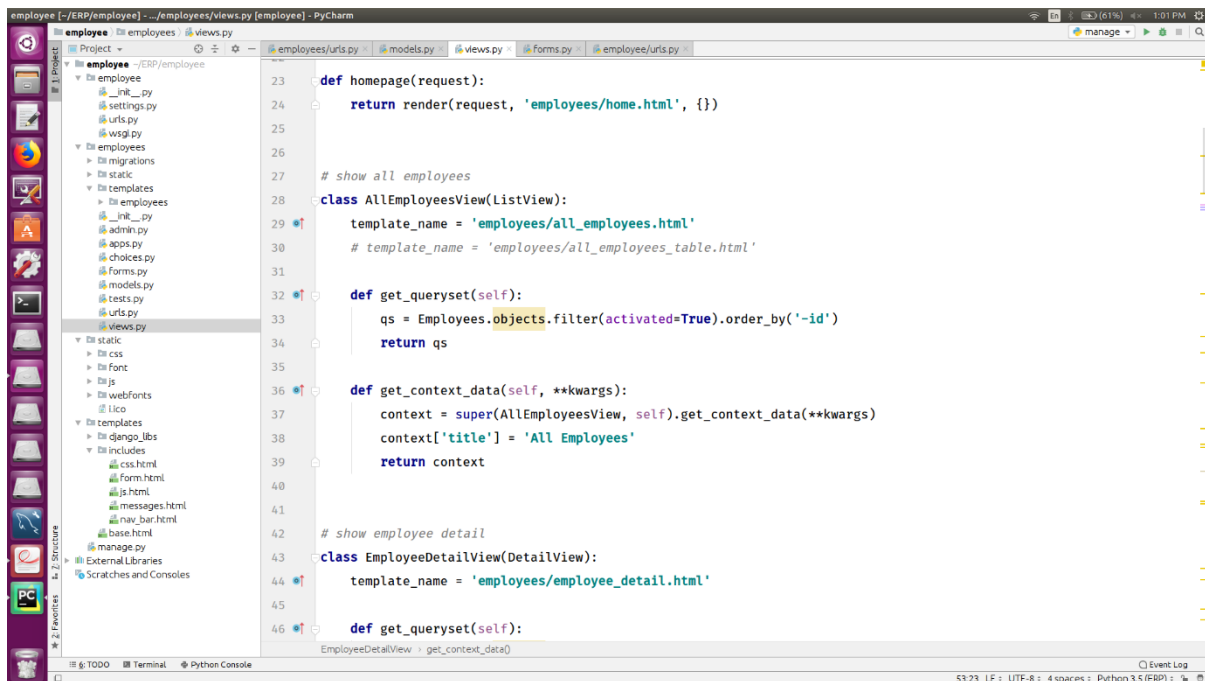 employee [~/ERP/employee] - .../employees/views.py [employee] - PyCharm
En (61%) 1:01 PM
employee employees views.py manage
Project employees/urls.py models.py views.py forms.py employee/urls.py
1: Project
employee ~/ERP/employee
employee
__init__.py
settings.py
urls.py
wsgi.py
employees
migrations
static
templates
employees
__init__.py
admin.py
apps.py
choices.py
forms.py
models.py
tests.py
urls.py
views.py
static
css
font
js
webfonts
i.ico
templates
django_libs
includes
css.html
form.html
js.html
messages.html
nav_bar.html
base.html
manage.py
External Libraries
Scratches and Consoles
Z: Structure
2: Favorites
PC
23 def homepage(request):
24 return render(request, 'employees/home.html', {})
25
26
27 # show all employees
28 class AllEmployeesView(ListView):
29 template_name = 'employees/all_employees.html'
30 # template_name = 'employees/all_employees_table.html'
31
32 def get_queryset(self):
33 qs = Employees.objects.filter(activated=True).order_by('-id')
34 return qs
35
36 def get_context_data(self, **kwargs):
37 context = super(AllEmployeesView, self).get_context_data(**kwargs)
38 context['title'] = 'All Employees'
39 return context
40
41
42 # show employee detail
43 class EmployeeDetailView(DetailView):
44 template_name = 'employees/employee_detail.html'
45
46 def get_queryset(self):
EmployeeDetailView › get_context_data()
6: TODO Terminal Python Console Event Log
53:23 LF: UTF-8: 4 spaces: Python 3.5 (ERP):